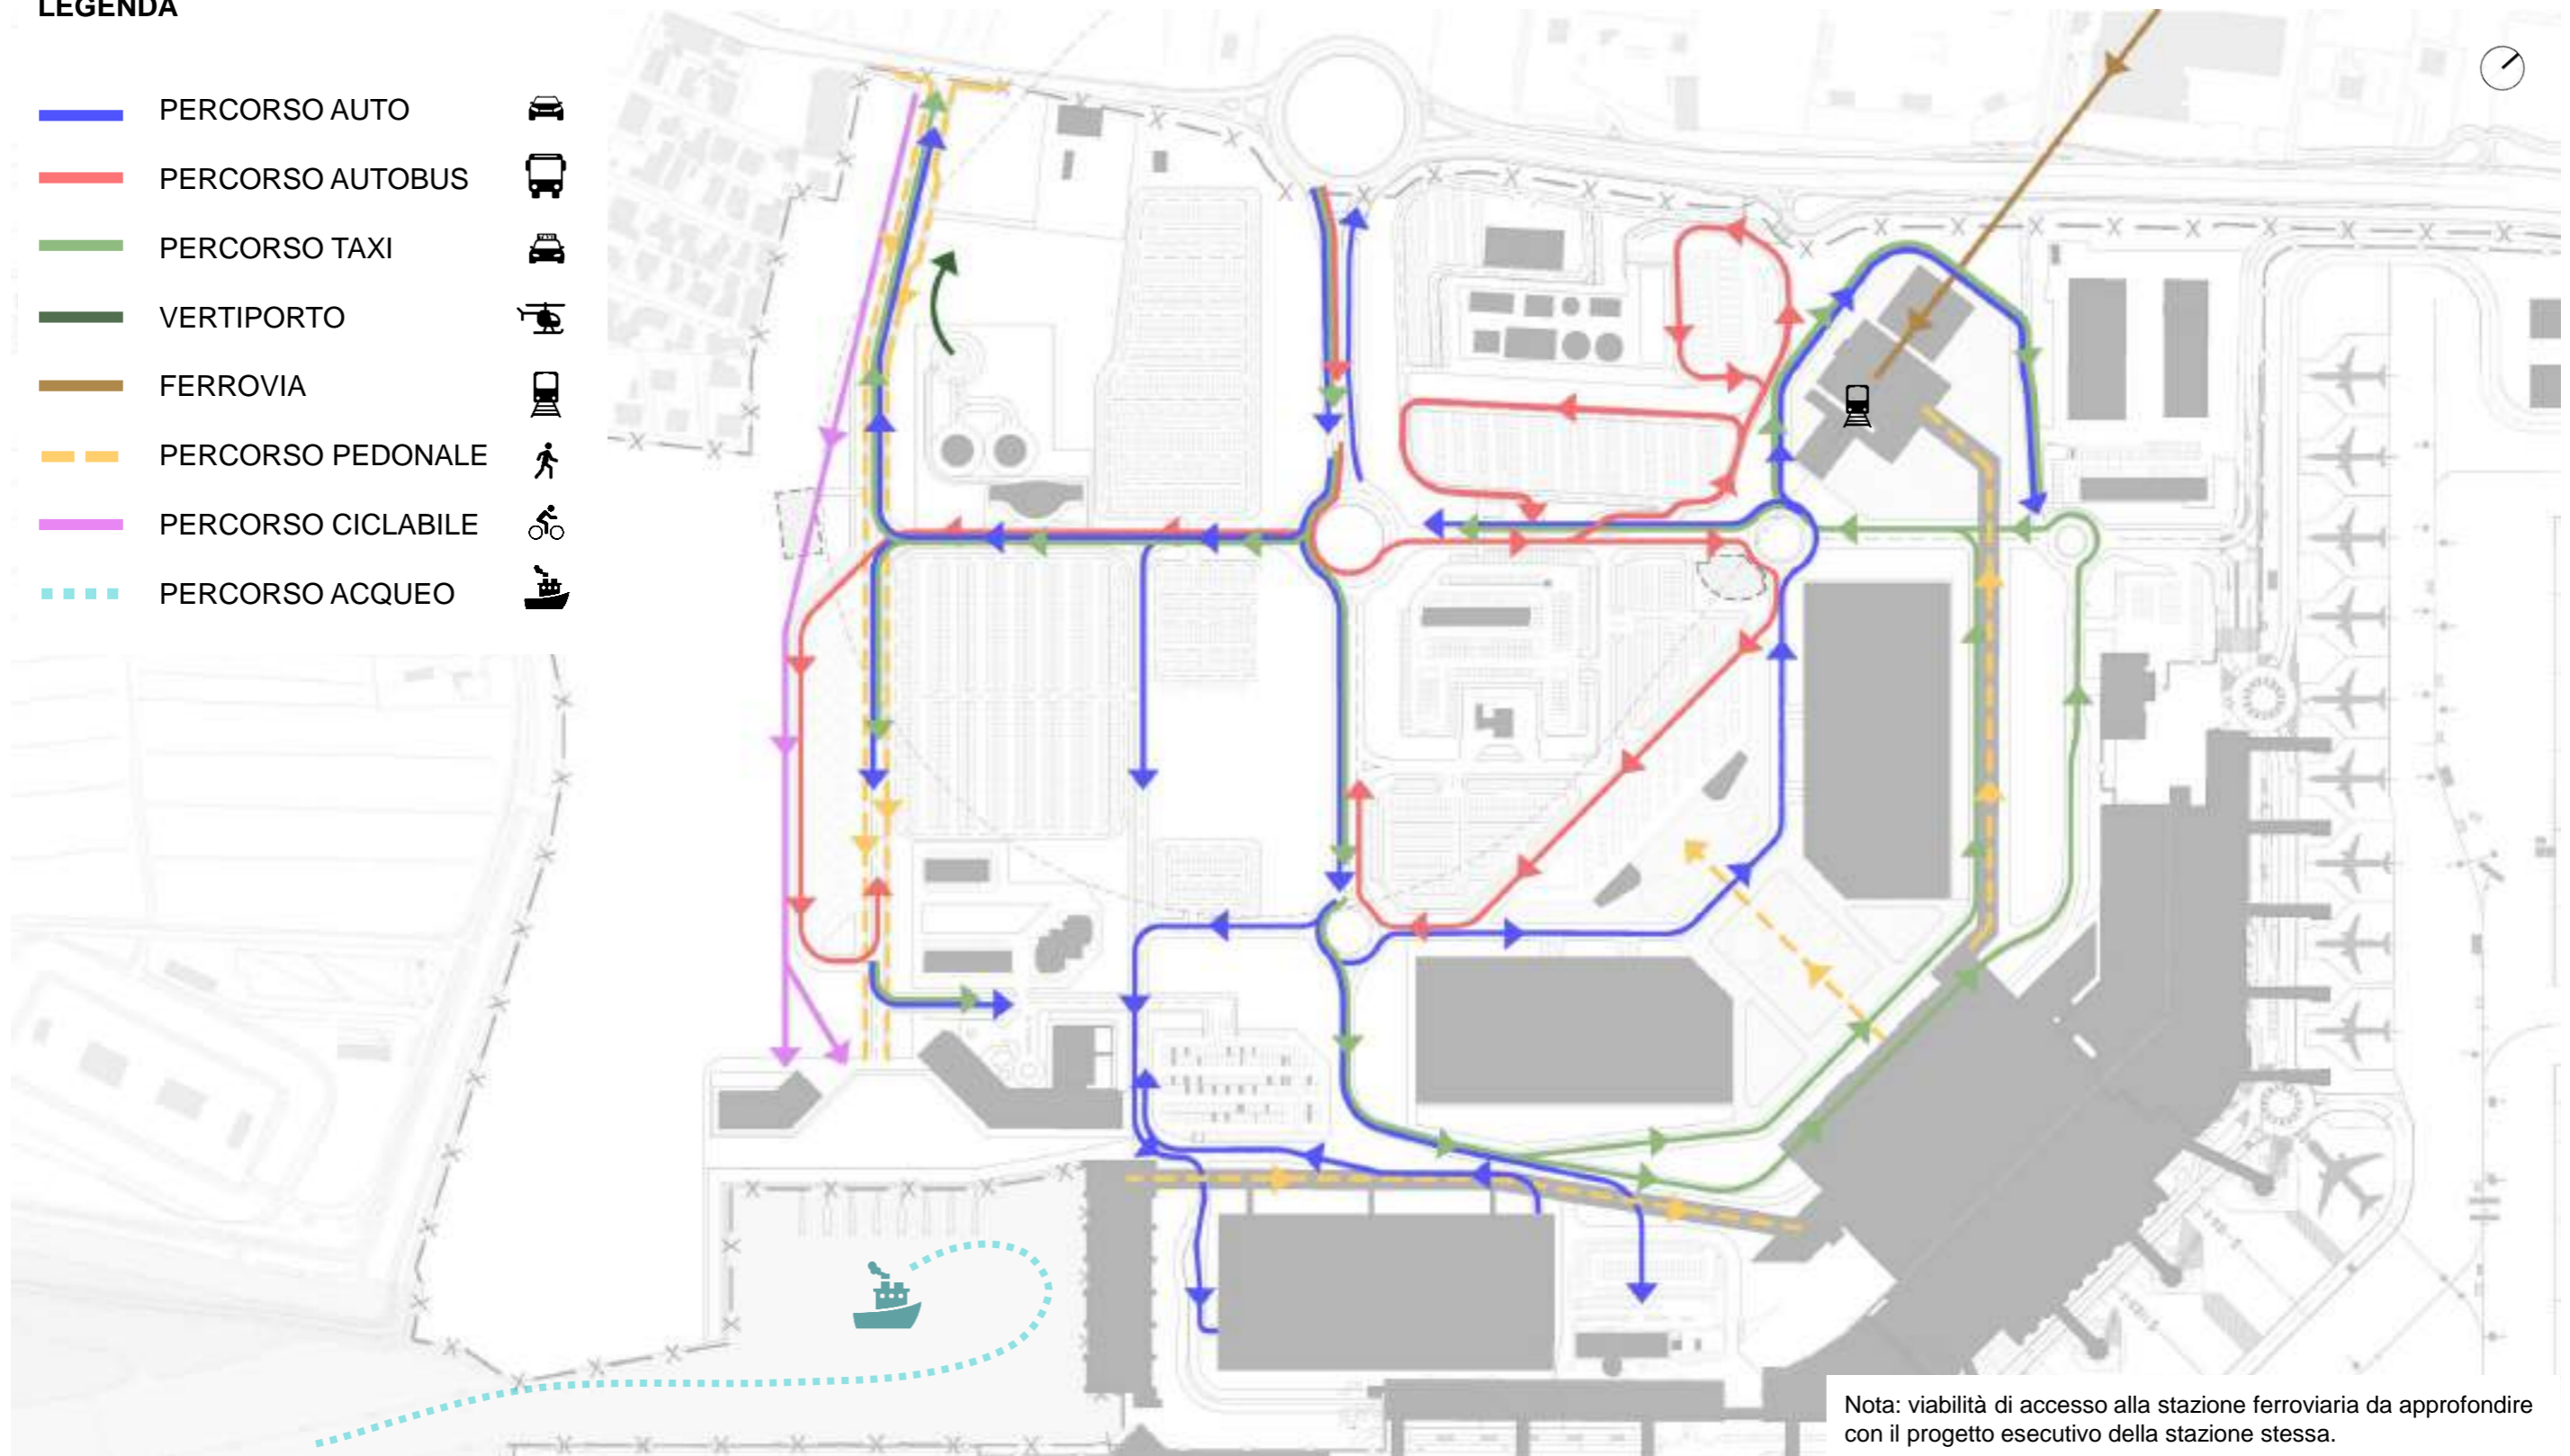 LEGENDA
PERCORSO AUTO
PERCORSO AUTOBUS
PERCORSO TAXI
VERTIPORTO
FERROVIA
PERCORSO PEDONALE
PERCORSO CICLABILE
PERCORSO ACQUEO
Nota: viabilità di accesso alla stazione ferroviaria da approfondire
con il progetto esecutivo della stazione stessa.